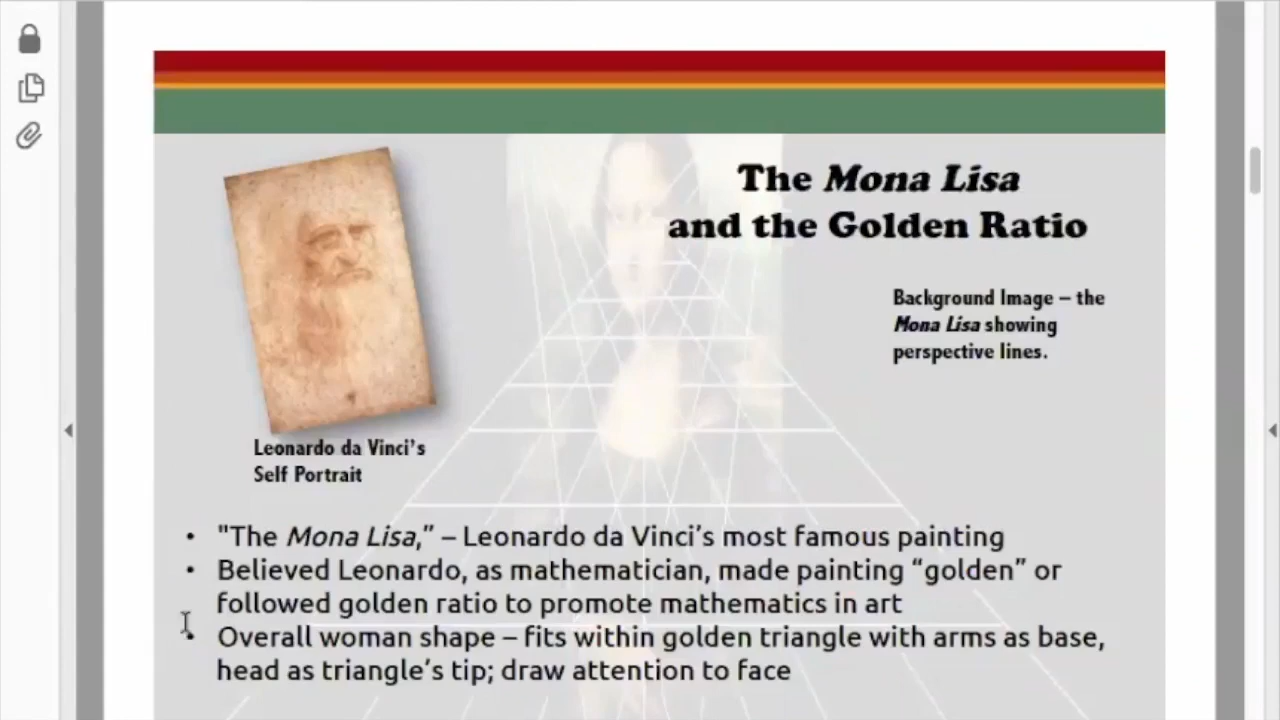 The Mona Lisa
and the Golden Ratio
Background Image – the
Mona Lisa showing
perspective lines.
Leonardo da Vinci's
Self Portrait
• "The Mona Lisa,” – Leonardo da Vinci’s most famous painting
• Believed Leonardo, as mathematician, made painting “golden” or
followed golden ratio to promote mathematics in art
• Overall woman shape – fits within golden triangle with arms as base,
head as triangle’s tip; draw attention to face